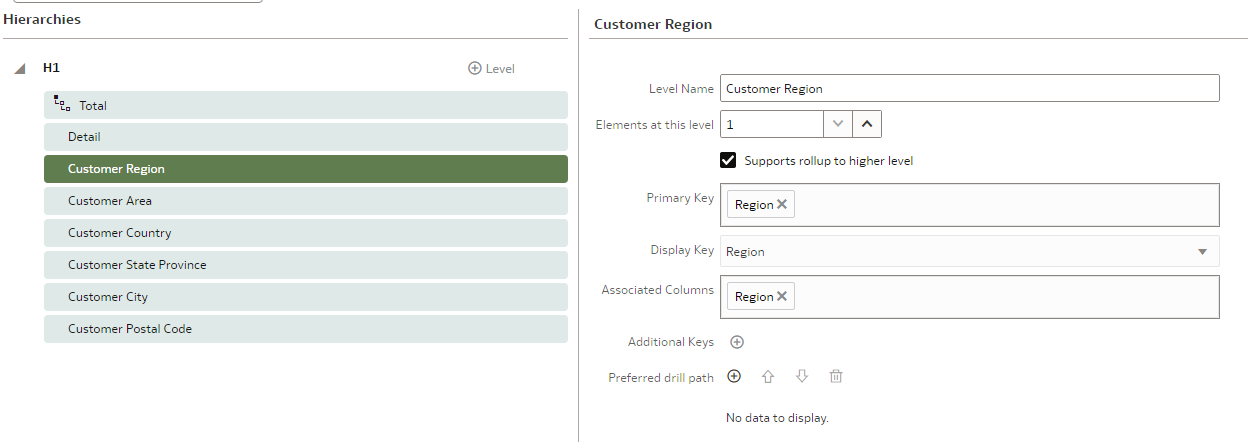 Hierarchies
H1
Level
Total
Detail
Customer Region
Customer Area
Customer Country
Customer State Province
Customer City
Customer Postal Code
Customer Region
Level Name Customer Region
Elements at this level 1
Supports rollup to higher level
Primary Key Region
Display Key Region
Associated Columns Region
Additional Keys
Preferred drill path
No data to display.